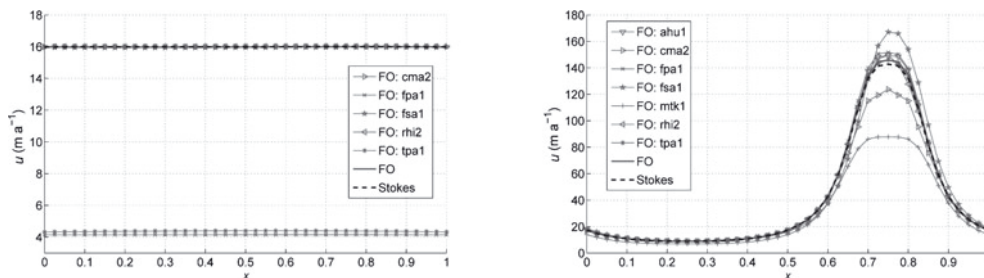 18
16
14
12
10
8
6
4
u (m a⁻¹)
0 0.1 0.2 0.3 0.4 0.5 0.6 0.7 0.8 0.9 1
x
FO: cma2
FO: fpa1
FO: fsa1
FO: rhi2
FO: tpa1
FO
Stokes
180
160
140
120
100
80
60
40
20
0
u (m a⁻¹)
0 0.1 0.2 0.3 0.4 0.5 0.6 0.7 0.8 0.9
x
FO: ahu1
FO: cma2
FO: fpa1
FO: fsa1
FO: mtk1
FO: rhi2
FO: tpa1
FO
Stokes